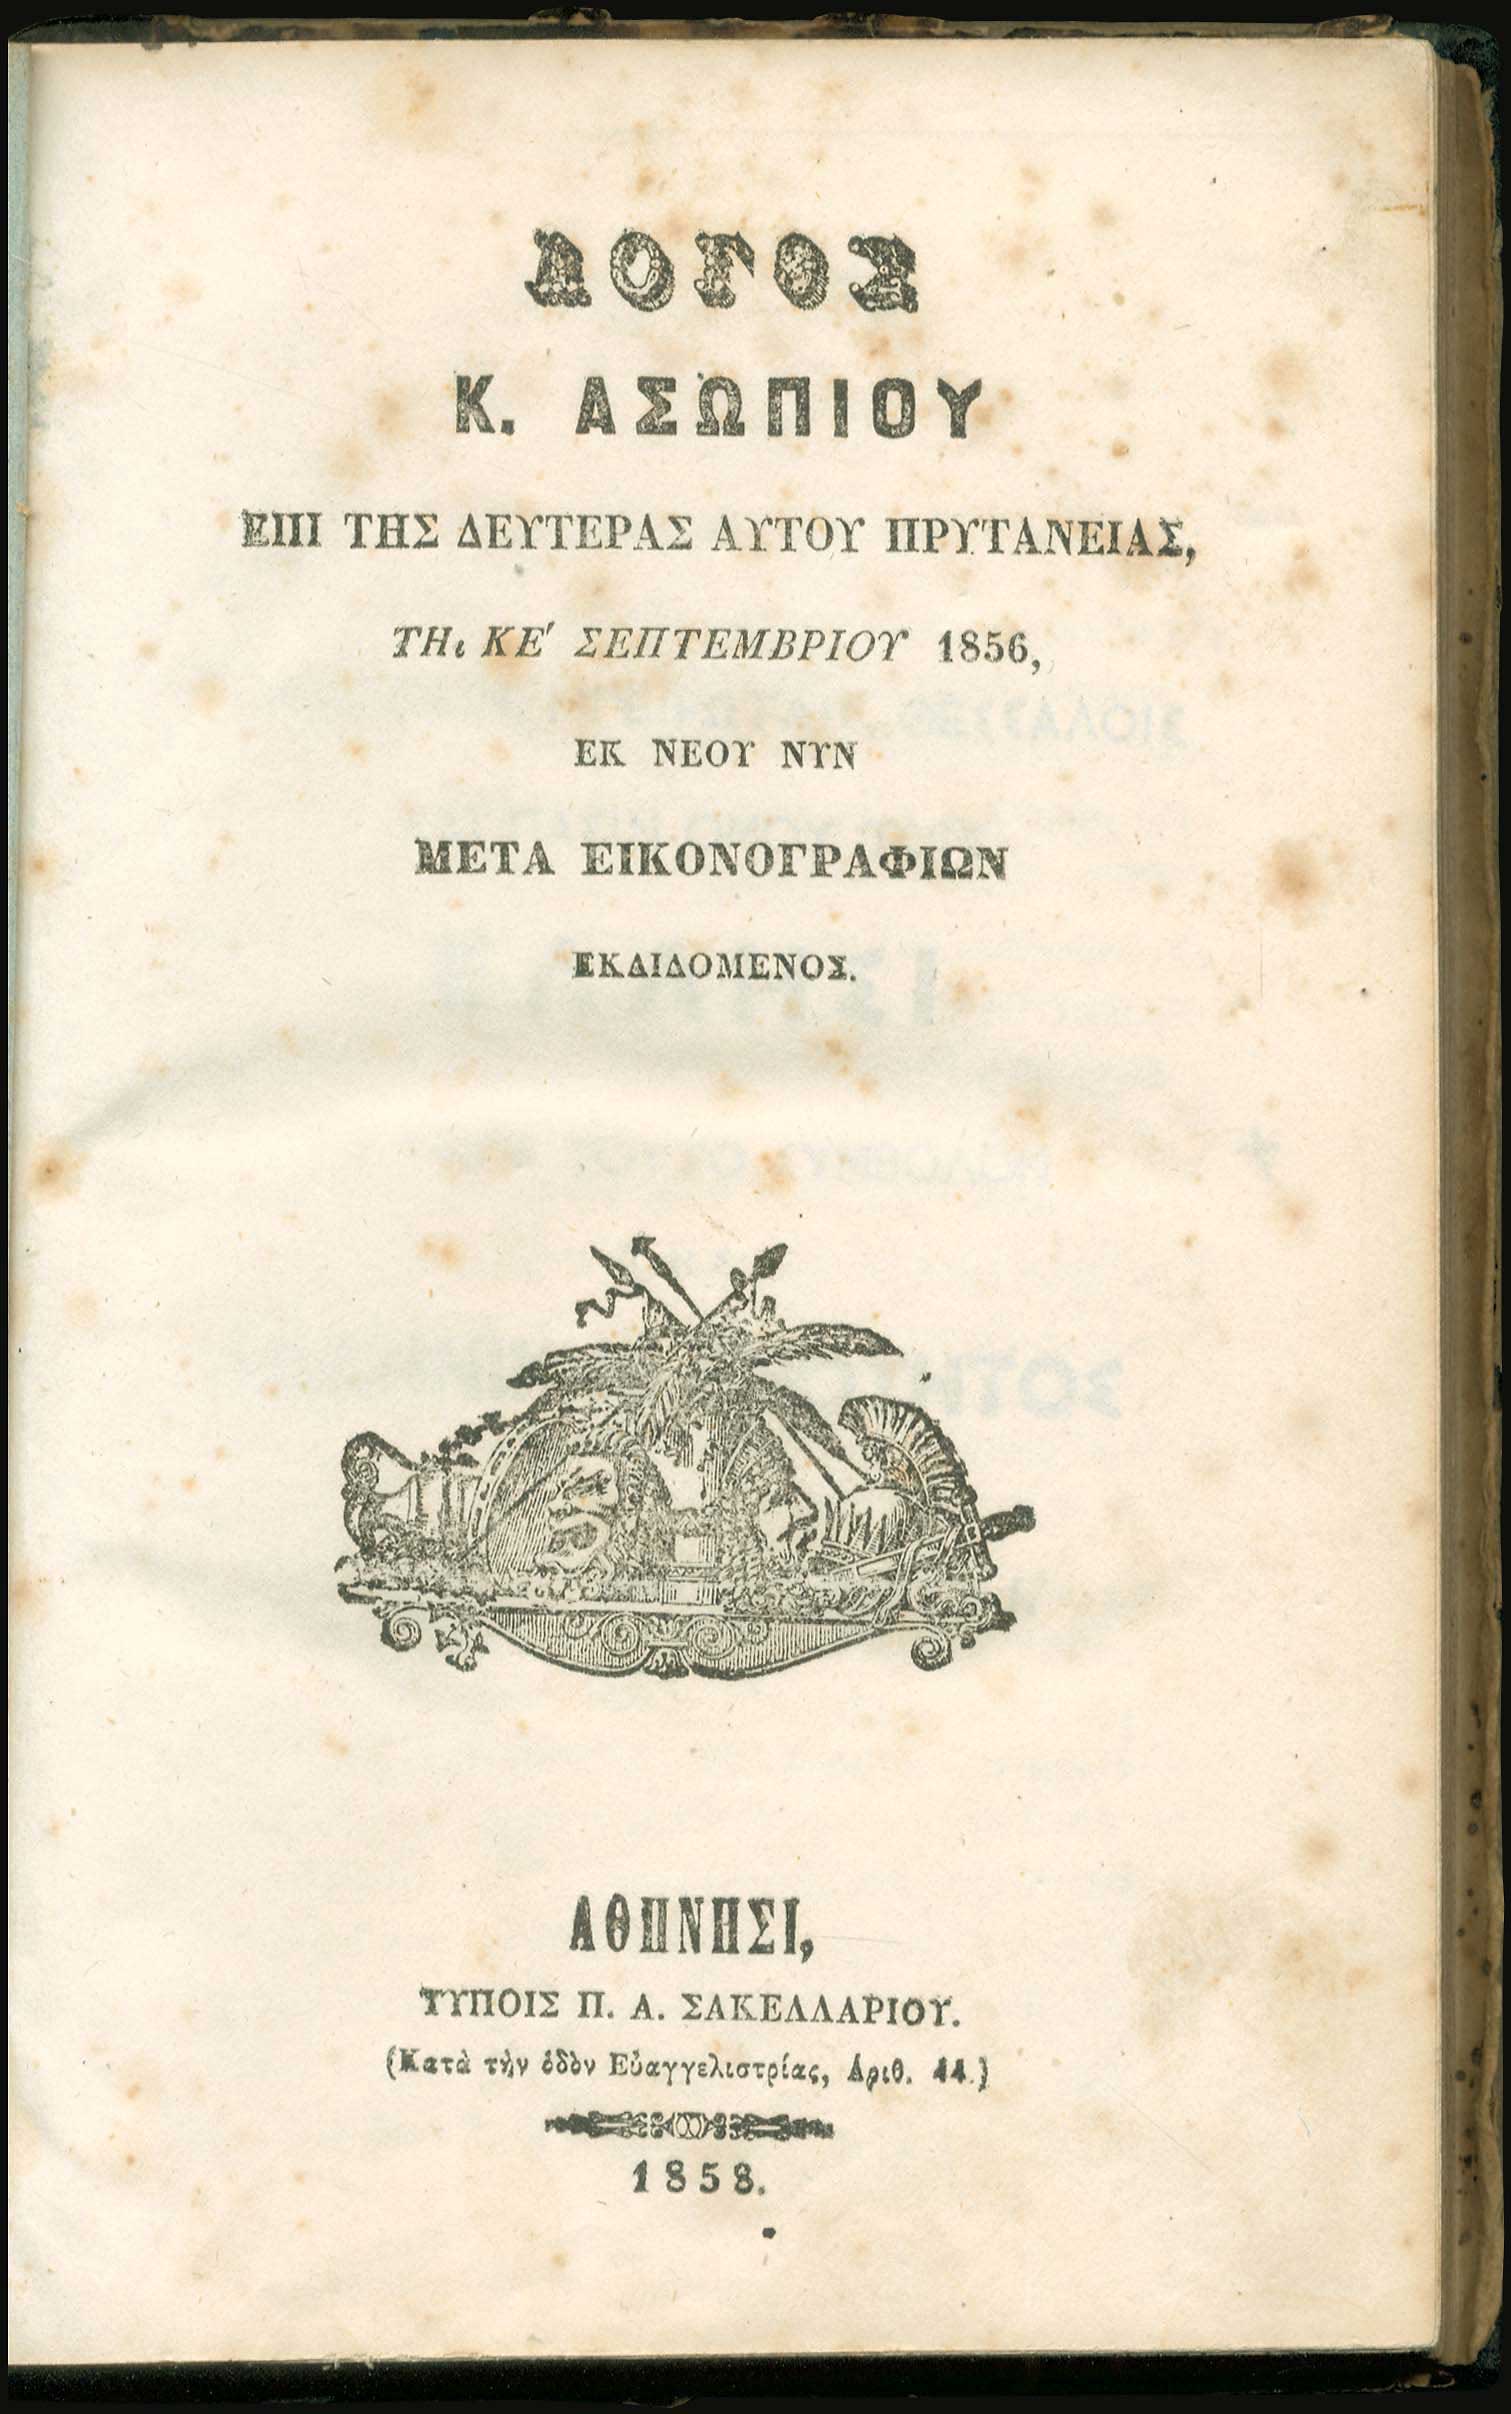 ΛΟΓΟΣ
Κ. ΑΣΩΠΙΟΥ
ΕΠΙ ΤΗΣ ΔΕΥΤΕΡΑΣ ΑΥΤΟΥ ΠΡΥΤΑΝΕΙΑΣ,
ΤΗι ΚΕ′ ΣΕΠΤΕΜΒΡΙΟΥ 1856,
ΕΚ ΝΕΟΥ ΝΥΝ
ΜΕΤΑ ΕΙΚΟΝΟΓΡΑΦΙΩΝ
ΕΚΔΙΔΟΜΕΝΟΣ.
ΑΘΗΝΗΣΙ,
ΤΥΠΟΙΣ Π. Α. ΣΑΚΕΛΛΑΡΙΟΥ.
(Κατὰ τὴν ὁδὸν Εὐαγγελιστρίας, Ἀριθ. 44.)
1858.